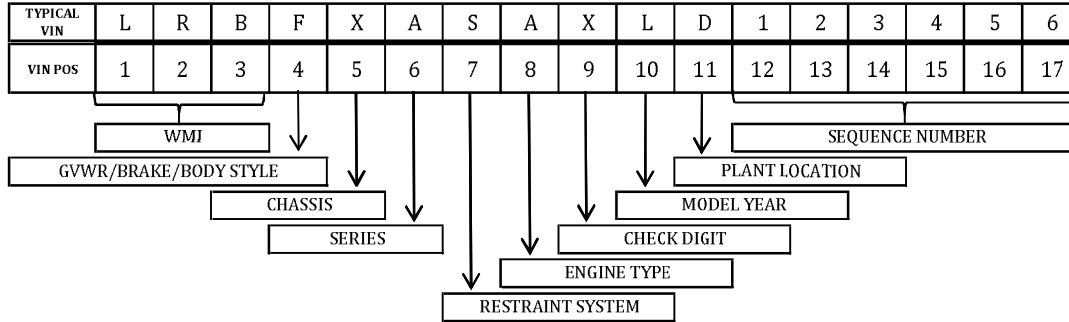 TYPICAL VIN L R B F X A S A X L D 1 2 3 4 5 6
VIN POS 1 2 3 4 5 6 7 8 9 10 11 12 13 14 15 16 17
WMI SEQUENCE NUMBER
GVWR/BRAKE/BODY STYLE PLANT LOCATION
CHASSIS MODEL YEAR
SERIES CHECK DIGIT
ENGINE TYPE
RESTRAINT SYSTEM